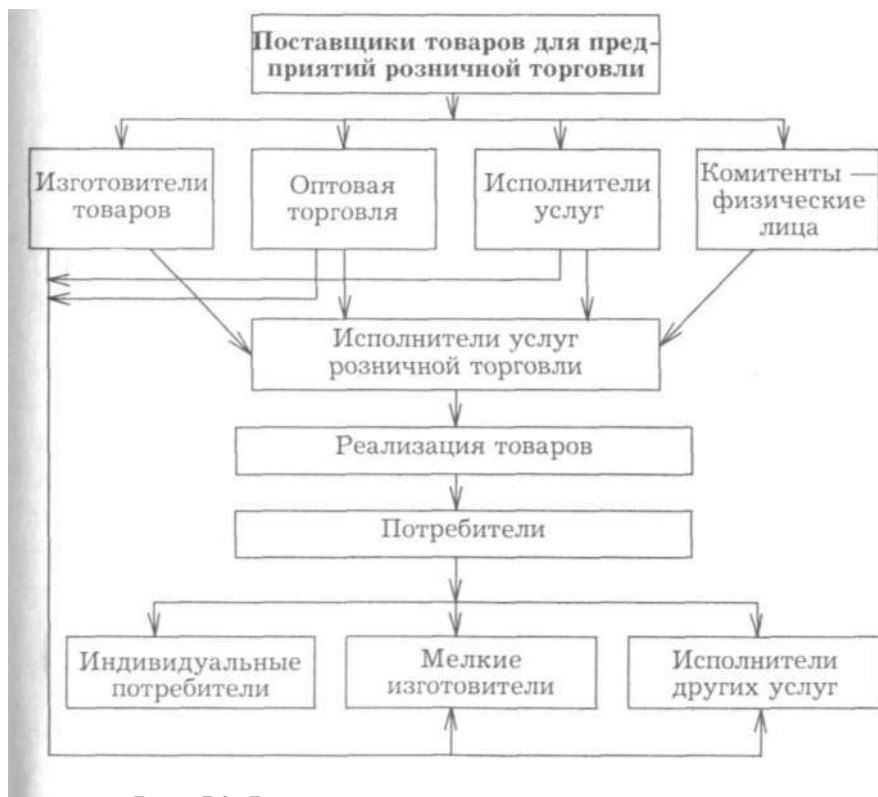 Поставщики товаров для пред-
приятий розничной торговли
Изготовители
товаров
Оптовая
торговля
Исполнители
услуг
Комитенты —
физические
лица
Исполнители услуг
розничной торговли
Реализация товаров
Потребители
Индивидуальные
потребители
Мелкие
изготовители
Исполнители
других услуг